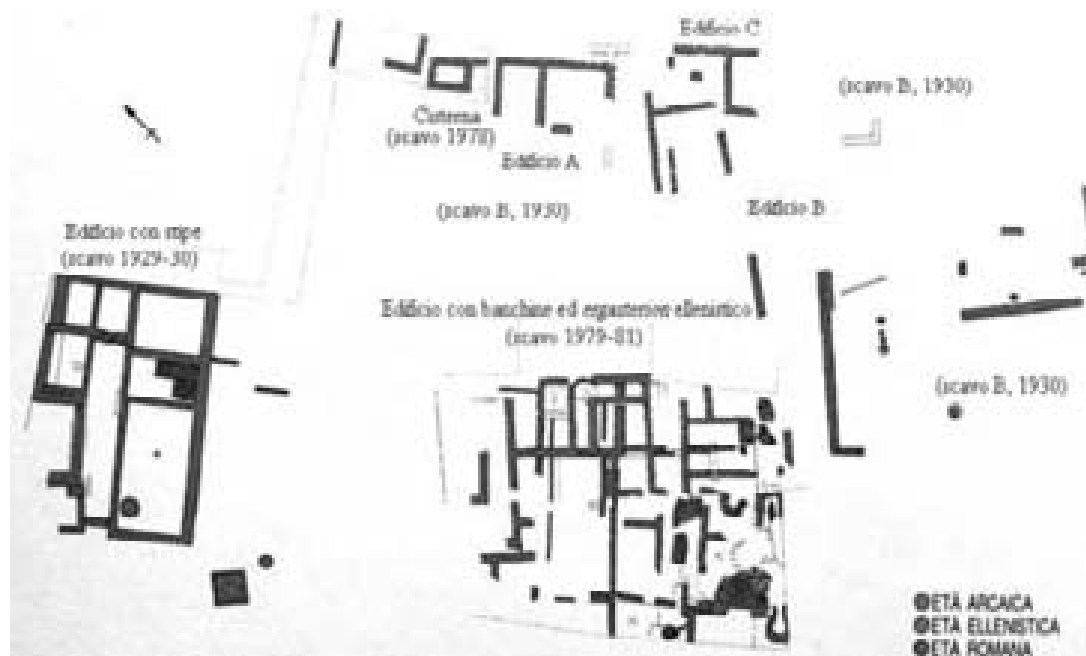 Edificio C
(scavo B, 1930)
Cisterna
(scavo 1978)
Edificio A
(scavo B, 1930)
Edificio B
Edificio con stipe
(scavo 1929-30)
Edificio con banchine ed ergasterion ellenistico
(scavo 1979-81)
(scavo B, 1930)
ETÀ ARCAICA
ETÀ ELLENISTICA
ETÀ ROMANA